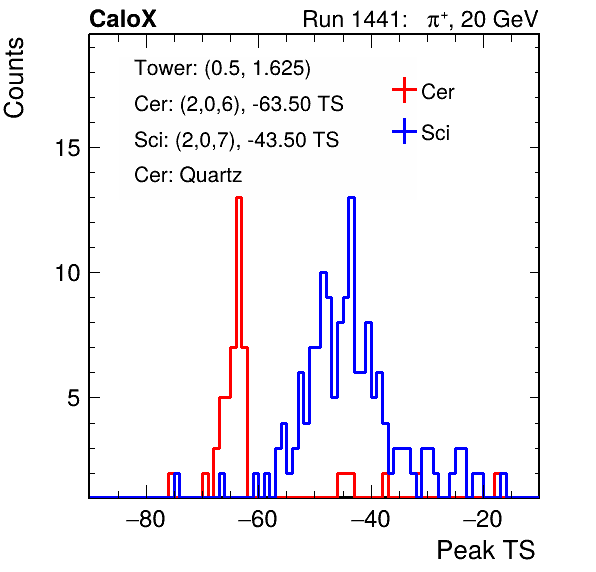 CaloX Run 1441: π⁺, 20 GeV
Counts
Tower: (0.5, 1.625)
Cer: (2,0,6), -63.50 TS
Sci: (2,0,7), -43.50 TS
Cer: Quartz
Cer
Sci
15
10
5
−80 −60 −40 −20
Peak TS